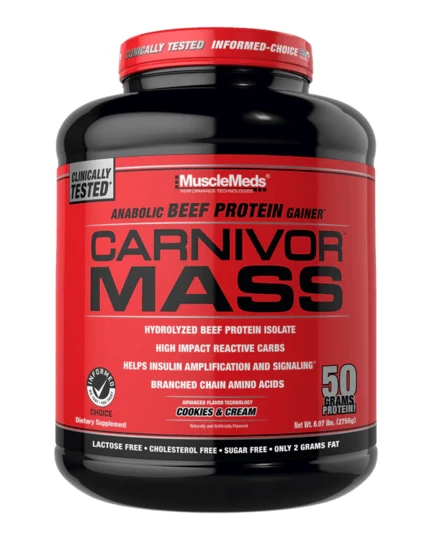 CLINICALLY TESTED INFORMED-CHOICE
CLINICALLY
TESTED
MuscleMeds®
PERFORMANCE TECHNOLOGIES
ANABOLIC BEEF PROTEIN GAINER
CARNIVOR™
MASS
HYDROLYZED BEEF PROTEIN ISOLATE
HIGH IMPACT REACTIVE CARBS
HELPS INSULIN AMPLIFICATION AND SIGNALING
BRANCHED CHAIN AMINO ACIDS
50
GRAMS
PROTEIN!
INFORMED
CHOICE
Dietary Supplement
ADVANCED FLAVOR TECHNOLOGY
COOKIES & CREAM
Naturally and Artificially Flavored
Net Wt. 6.07 lbs. (2755g)
LACTOSE FREE • CHOLESTEROL FREE • SUGAR FREE • ONLY 2 GRAMS FAT